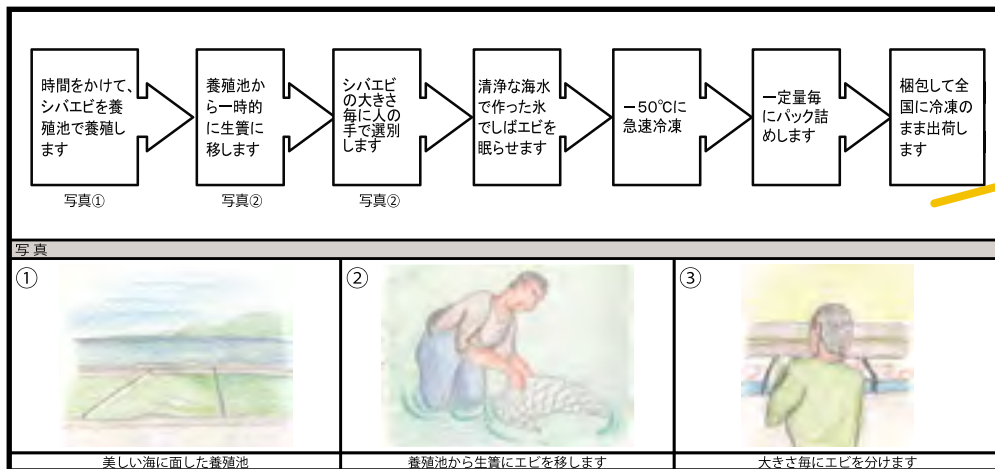 時間をかけて、
シバエビを養
殖池で養殖し
ます
養殖池か
ら一時的
に生簀に
移します
シバエビ
の大きさ
毎に人の
手で選別
します
清浄な海水
で作った氷
でしばエビを
眠らせます
－50℃に
急速冷凍
一定量毎
にパック詰
めします
梱包して全
国に冷凍の
まま出荷し
ます
写真①
写真②
写真②
写真
①
②
③
美しい海に面した養殖池
養殖池から生簀にエビを移します
大きさ毎にエビを分けます